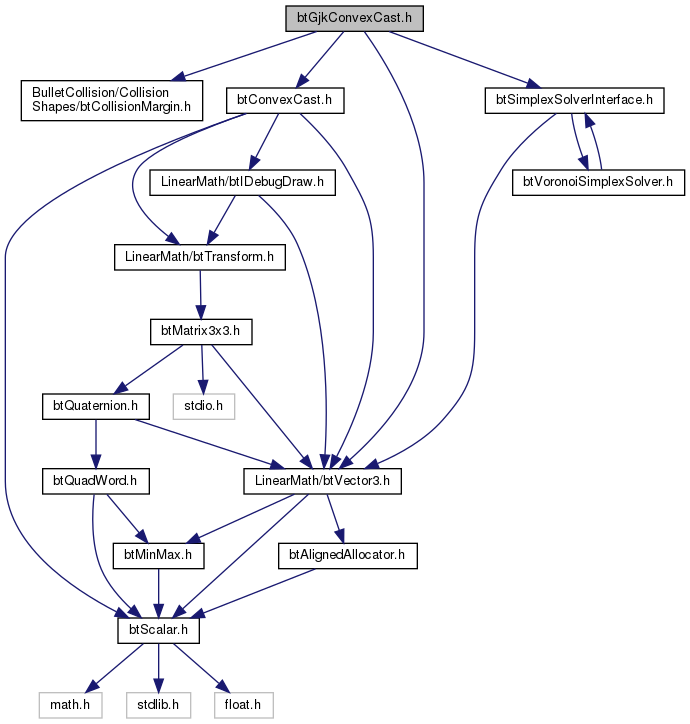 btGjkConvexCast.h
BulletCollision/Collision
Shapes/btCollisionMargin.h
btConvexCast.h
btSimplexSolverInterface.h
LinearMath/btIDebugDraw.h
btVoronoiSimplexSolver.h
LinearMath/btTransform.h
btMatrix3x3.h
btQuaternion.h
stdio.h
btQuadWord.h
LinearMath/btVector3.h
btMinMax.h
btAlignedAllocator.h
btScalar.h
math.h
stdlib.h
float.h